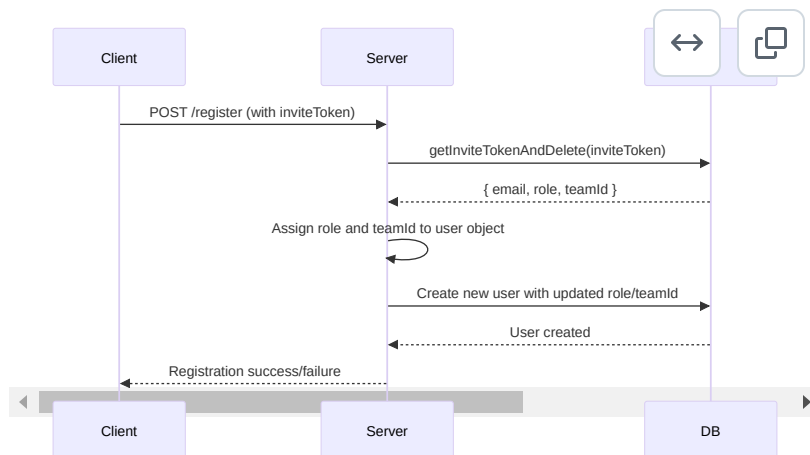 Client
Server
POST /register (with inviteToken)
getInviteTokenAndDelete(inviteToken)
{ email, role, teamId }
Assign role and teamId to user object
Create new user with updated role/teamId
User created
Registration success/failure
Client
Server
DB